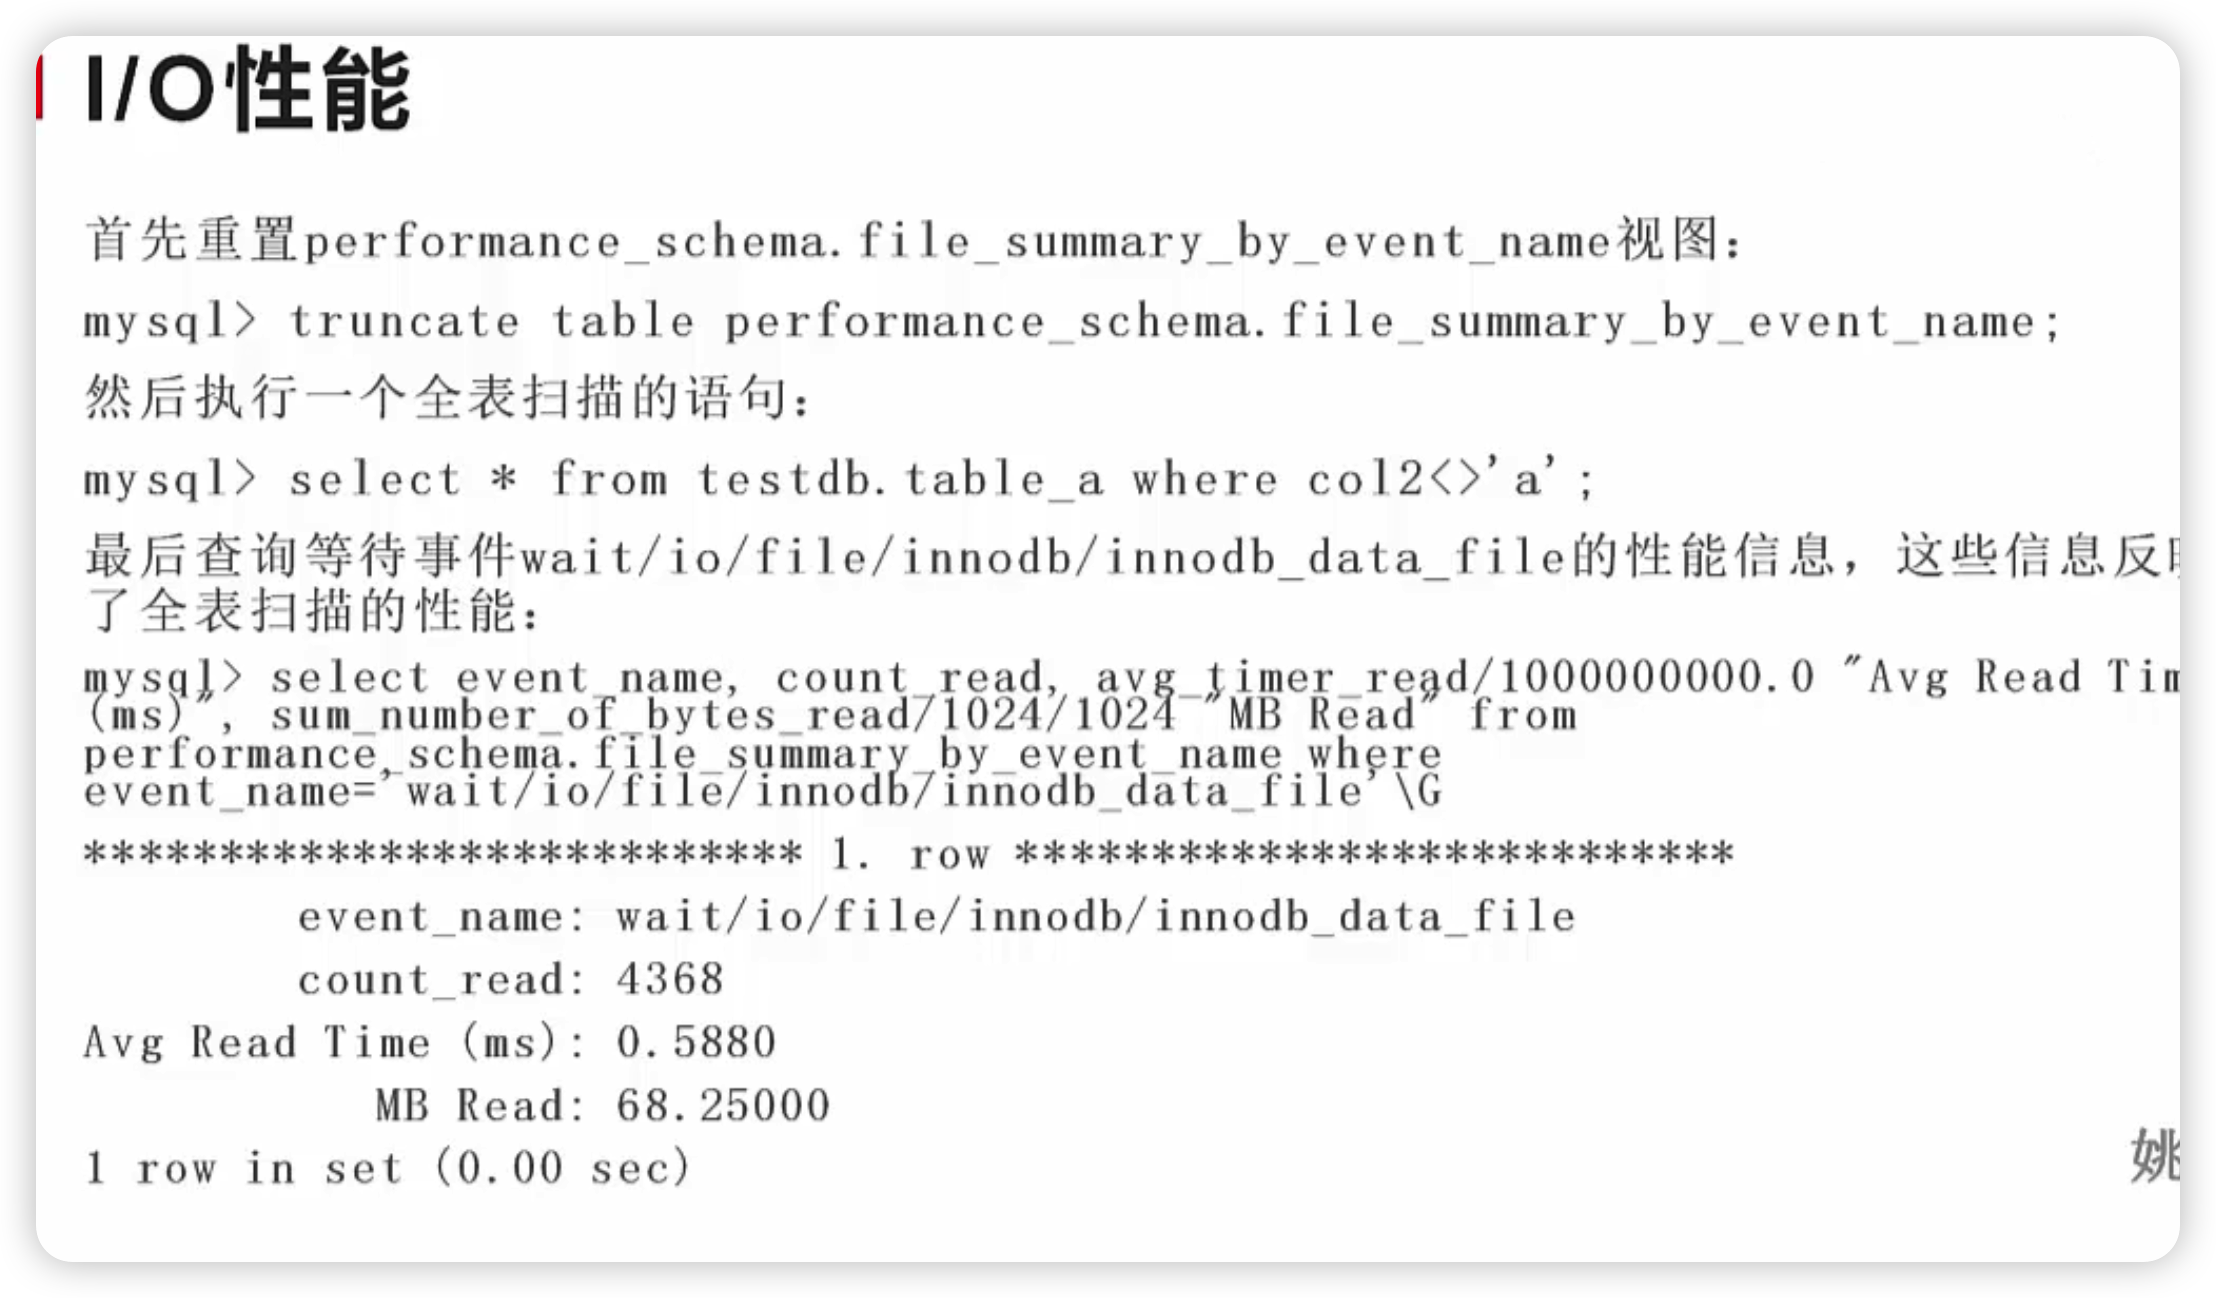 I/O性能
首先重置performance_schema.file_summary_by_event_name视图：
mysql> truncate table performance_schema.file_summary_by_event_name;
然后执行一个全表扫描的语句：
mysql> select * from testdb.table_a where col2<>'a';
最后查询等待事件wait/io/file/innodb/innodb_data_file的性能信息，这些信息反
了全表扫描的性能：
mysql> select event_name, count_read, avg_timer_read/1000000000.0 "Avg Read
(ms)", sum_number_of_bytes_read/1024/1024 "MB Read" from
performance_schema.file_summary_by_event_name where
event_name='wait/io/file/innodb/innodb_data_file'\G
*************************** 1. row ***************************
event_name: wait/io/file/innodb/innodb_data_file
count_read: 4368
Avg Read Time (ms): 0.5880
MB Read: 68.25000
1 row in set (0.00 sec)